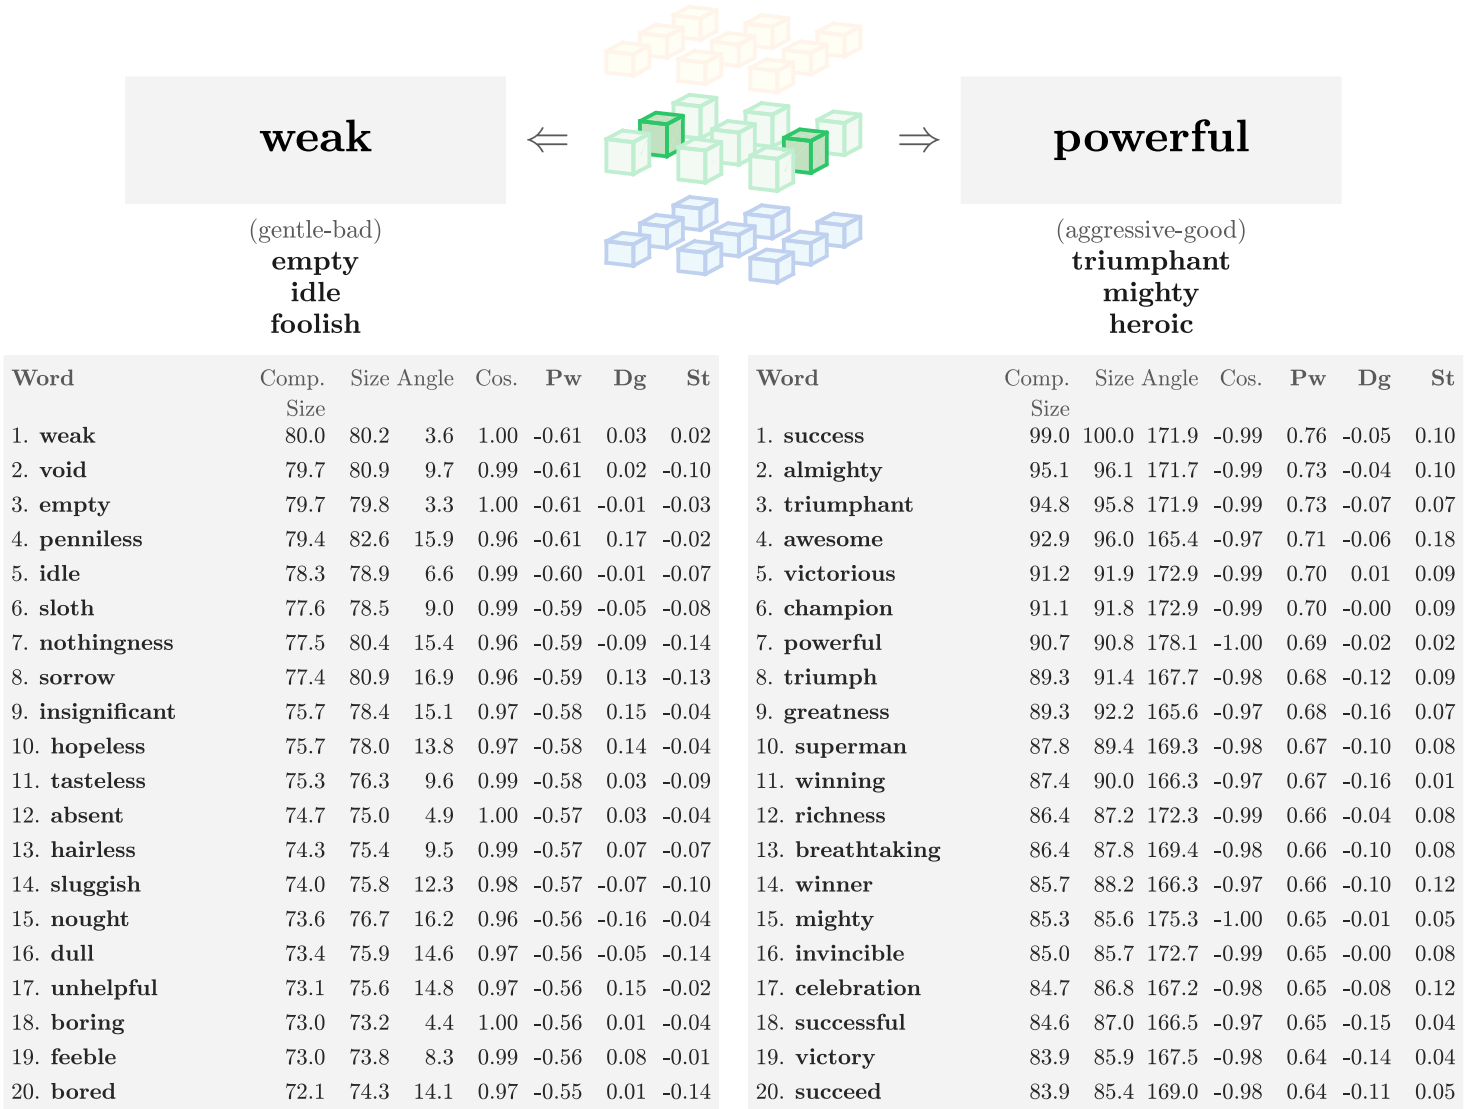 weak ⇐ ⇒ powerful
(gentle-bad)
empty
idle
foolish
(aggressive-good)
triumphant
mighty
heroic
Word Comp. Size Size Angle Cos. Pw Dg St
1. weak 80.0 80.2 3.6 1.00 -0.61 0.03 0.02
2. void 79.7 80.9 9.7 0.99 -0.61 0.02 -0.10
3. empty 79.7 79.8 3.3 1.00 -0.61 -0.01 -0.03
4. penniless 79.4 82.6 15.9 0.96 -0.61 0.17 -0.02
5. idle 78.3 78.9 6.6 0.99 -0.60 -0.01 -0.07
6. sloth 77.6 78.5 9.0 0.99 -0.59 -0.05 -0.08
7. nothingness 77.5 80.4 15.4 0.96 -0.59 -0.09 -0.14
8. sorrow 77.4 80.9 16.9 0.96 -0.59 0.13 -0.13
9. insignificant 75.7 78.4 15.1 0.97 -0.58 0.15 -0.04
10. hopeless 75.7 78.0 13.8 0.97 -0.58 0.14 -0.04
11. tasteless 75.3 76.3 9.6 0.99 -0.58 0.03 -0.09
12. absent 74.7 75.0 4.9 1.00 -0.57 0.03 -0.04
13. hairless 74.3 75.4 9.5 0.99 -0.57 0.07 -0.07
14. sluggish 74.0 75.8 12.3 0.98 -0.57 -0.07 -0.10
15. nought 73.6 76.7 16.2 0.96 -0.56 -0.16 -0.04
16. dull 73.4 75.9 14.6 0.97 -0.56 -0.05 -0.14
17. unhelpful 73.1 75.6 14.8 0.97 -0.56 0.15 -0.02
18. boring 73.0 73.2 4.4 1.00 -0.56 0.01 -0.04
19. feeble 73.0 73.8 8.3 0.99 -0.56 0.08 -0.01
20. bored 72.1 74.3 14.1 0.97 -0.55 0.01 -0.14
Word Comp. Size Size Angle Cos. Pw Dg St
1. success 99.0 100.0 171.9 -0.99 0.76 -0.05 0.10
2. almighty 95.1 96.1 171.7 -0.99 0.73 -0.04 0.10
3. triumphant 94.8 95.8 171.9 -0.99 0.73 -0.07 0.07
4. awesome 92.9 96.0 165.4 -0.97 0.71 -0.06 0.18
5. victorious 91.2 91.9 172.9 -0.99 0.70 0.01 0.09
6. champion 91.1 91.8 172.9 -0.99 0.70 -0.00 0.09
7. powerful 90.7 90.8 178.1 -1.00 0.69 -0.02 0.02
8. triumph 89.3 91.4 167.7 -0.98 0.68 -0.12 0.09
9. greatness 89.3 92.2 165.6 -0.97 0.68 -0.16 0.07
10. superman 87.8 89.4 169.3 -0.98 0.67 -0.10 0.08
11. winning 87.4 90.0 166.3 -0.97 0.67 -0.16 0.01
12. richness 86.4 87.2 172.3 -0.99 0.66 -0.04 0.08
13. breathtaking 86.4 87.8 169.4 -0.98 0.66 -0.10 0.08
14. winner 85.7 88.2 166.3 -0.97 0.66 -0.10 0.12
15. mighty 85.3 85.6 175.3 -1.00 0.65 -0.01 0.05
16. invincible 85.0 85.7 172.7 -0.99 0.65 -0.00 0.08
17. celebration 84.7 86.8 167.2 -0.98 0.65 -0.08 0.12
18. successful 84.6 87.0 166.5 -0.97 0.65 -0.15 0.04
19. victory 83.9 85.9 167.5 -0.98 0.64 -0.14 0.04
20. succeed 83.9 85.4 169.0 -0.98 0.64 -0.11 0.05